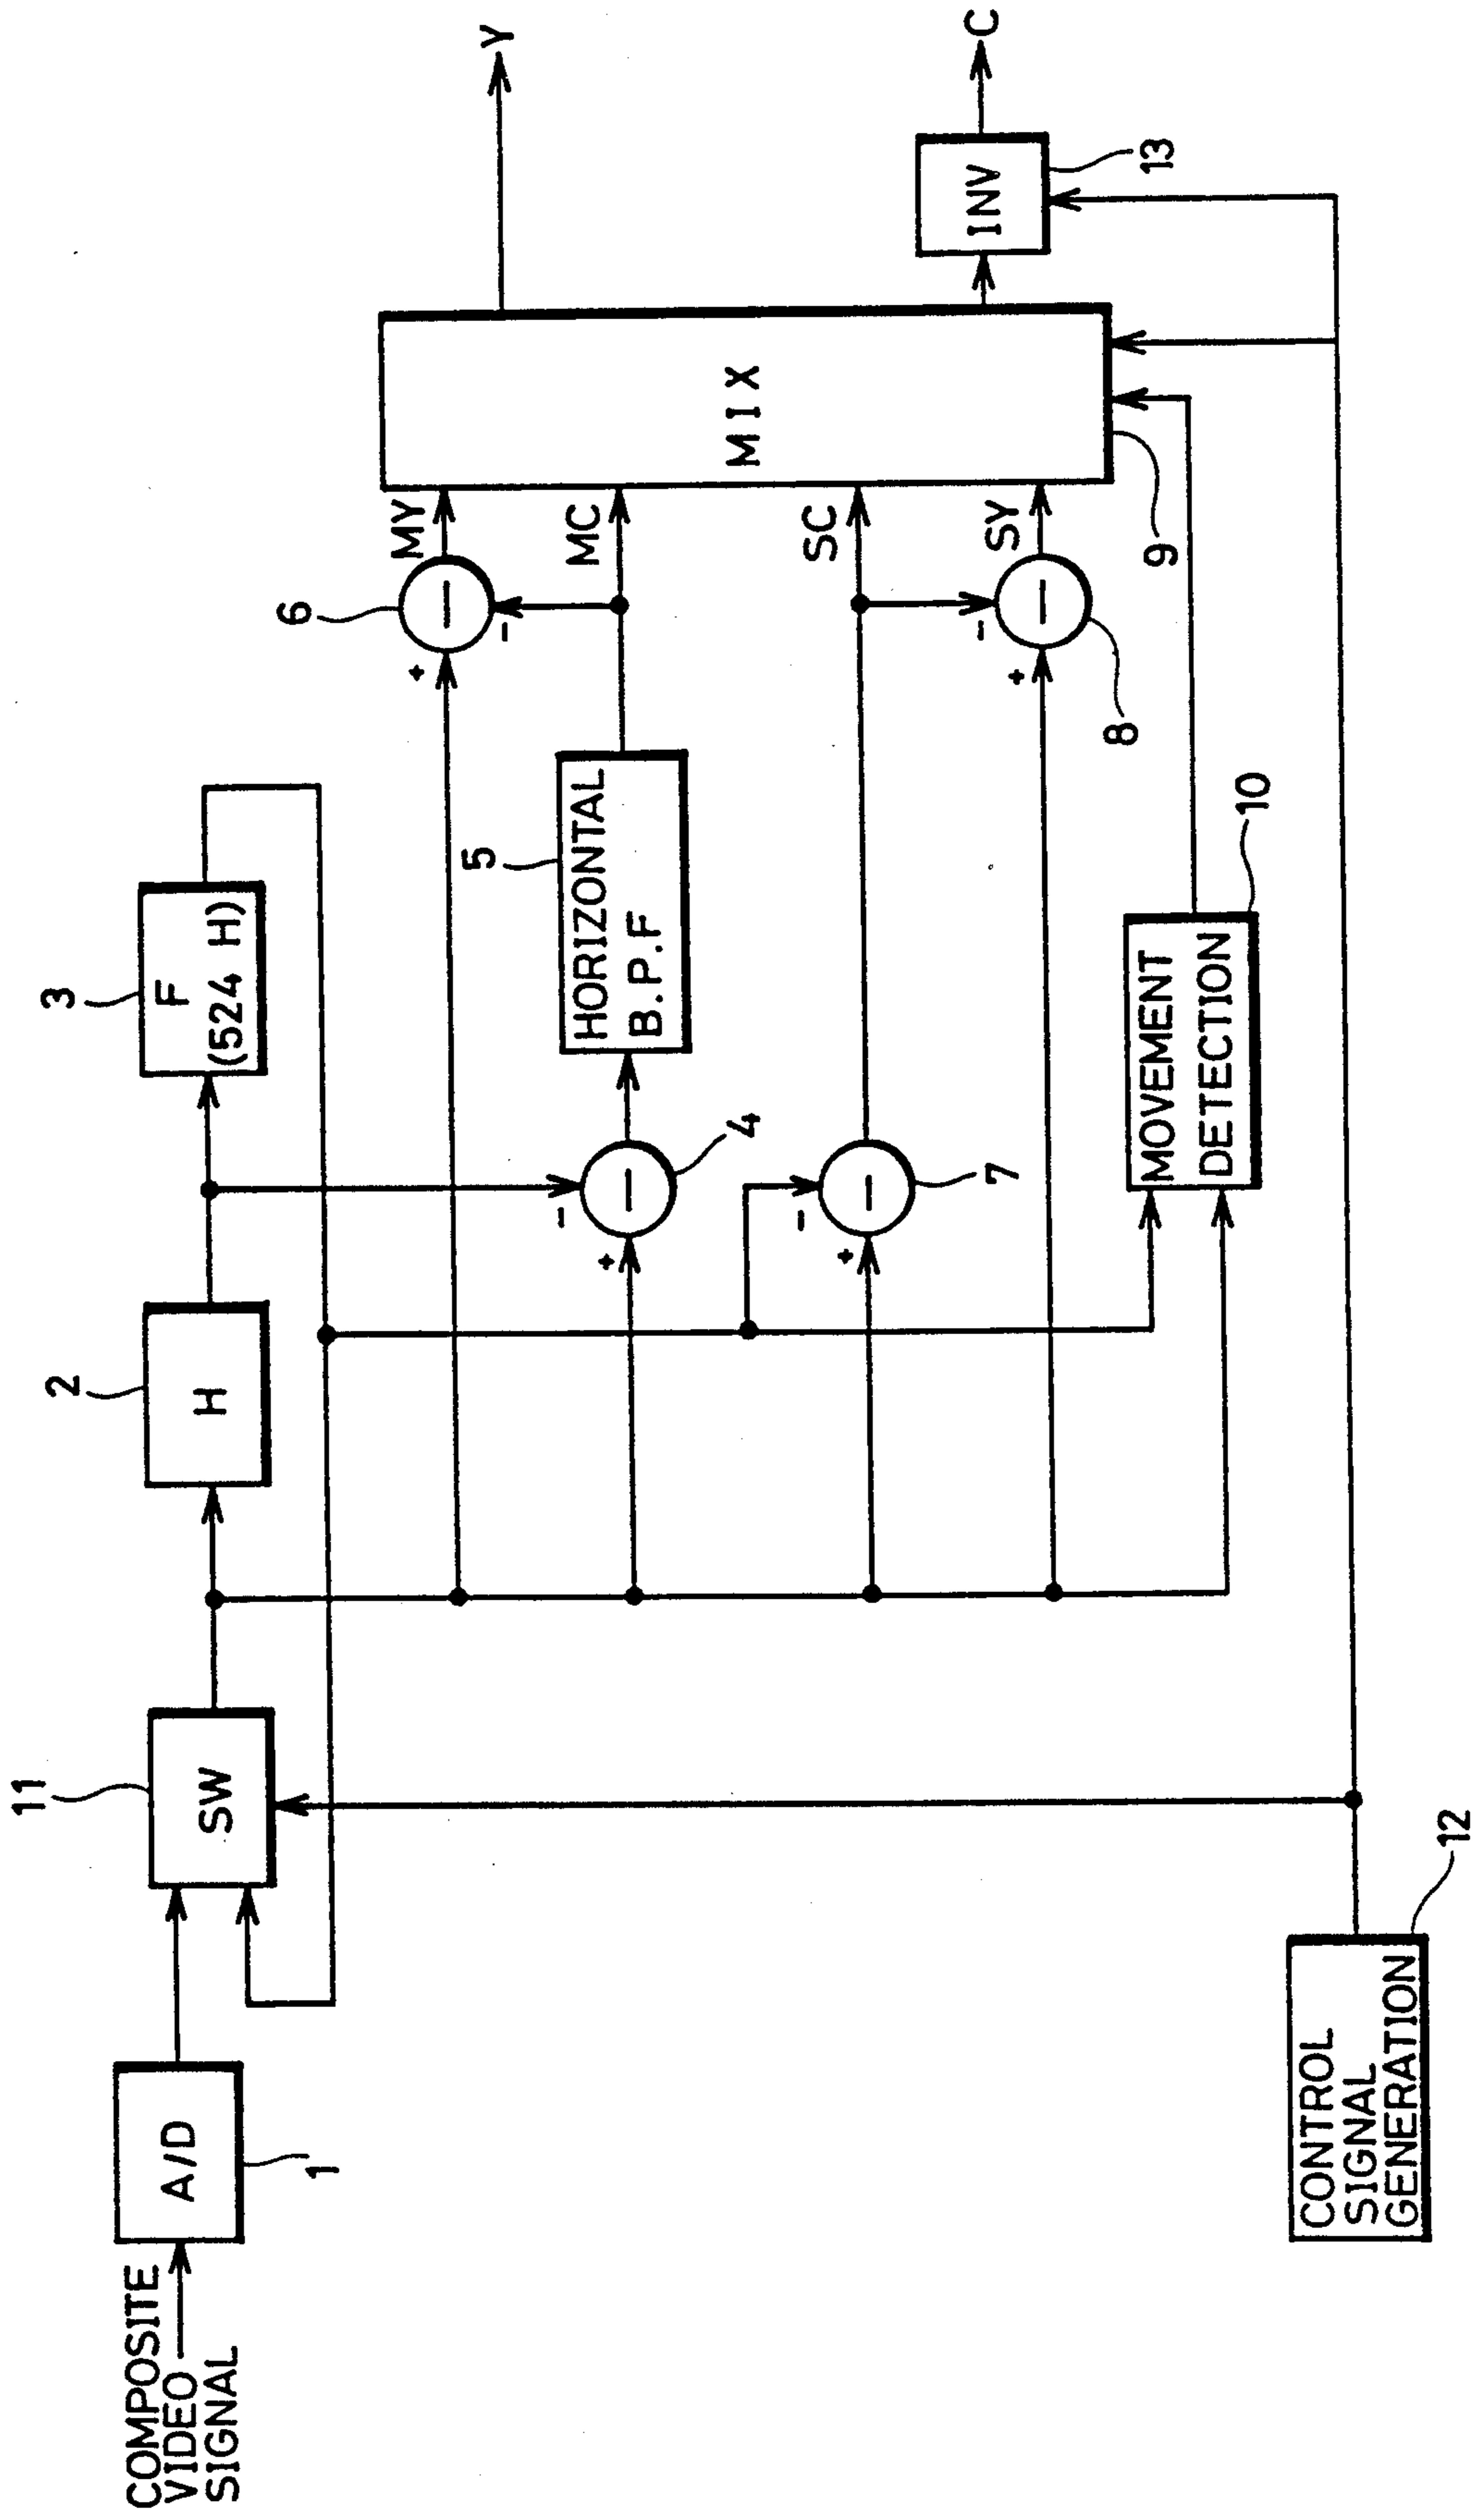 COMPOSITE
VIDEO
SIGNAL
A/D
1
11
SW
2
H
3
F
(524 H)
4
−
+
-
5
HORIZONTAL
B.P.F
6
−
+
-
MY
MC
7
−
+
-
SC
8
−
+
-
SY
MIX
9
MOVEMENT
DETECTION
10
CONTROL
SIGNAL
GENERATION
12
INV
13
Y
C